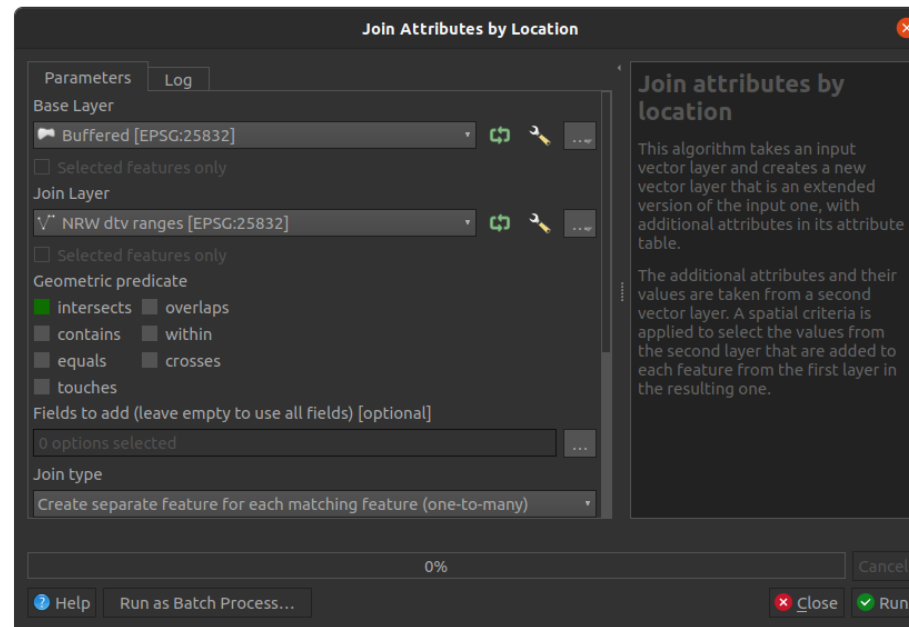 Join Attributes by Location
Parameters
Log
Base Layer
Buffered [EPSG:25832]
...
Selected features only
Join Layer
NRW dtv ranges [EPSG:25832]
...
Selected features only
Geometric predicate
intersects overlaps
contains within
equals crosses
touches
Fields to add (leave empty to use all fields) [optional]
0 options selected
...
Join type
Create separate feature for each matching feature (one-to-many)
Join attributes by
location
This algorithm takes an input
vector layer and creates a new
vector layer that is an extended
version of the input one, with
additional attributes in its attribute
table.
The additional attributes and their
values are taken from a second
vector layer. A spatial criteria is
applied to select the values from
the second layer that are added to
each feature from the first layer in
the resulting one.
0%
Cancel
Help
Run as Batch Process...
Close
Run